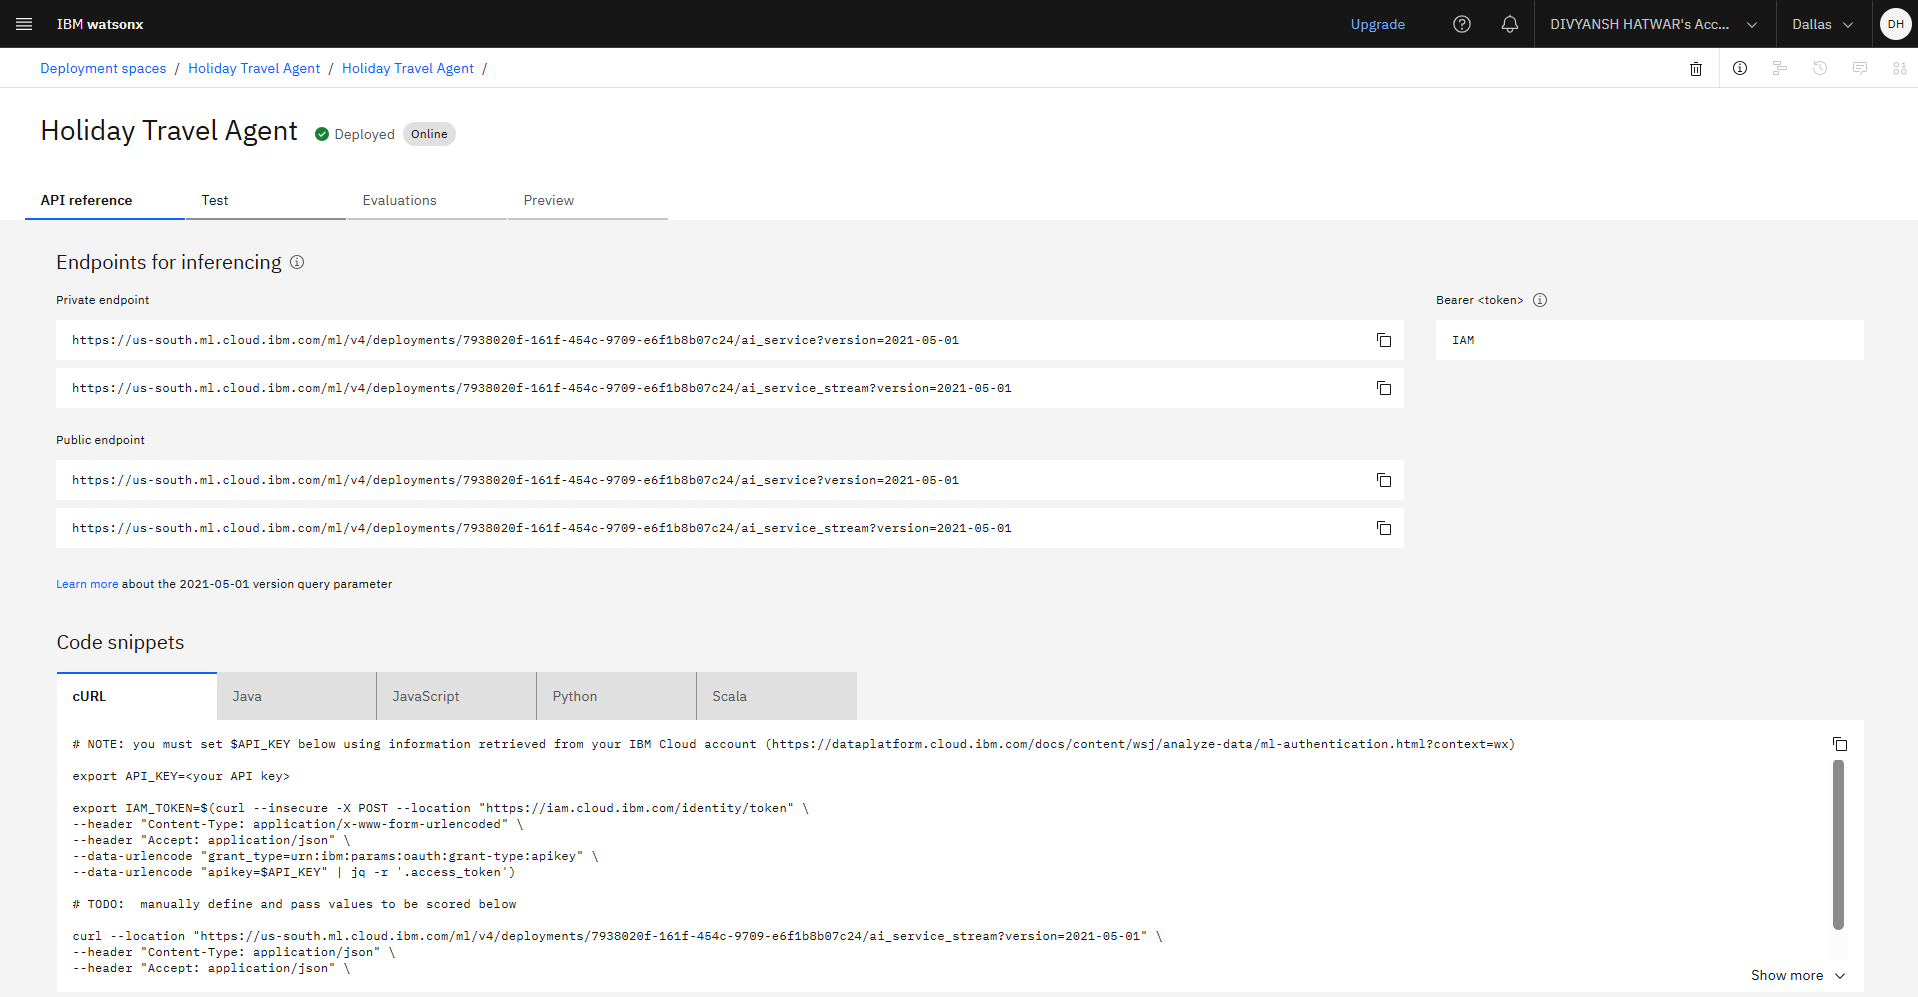 IBM watsonx
Upgrade
DIVYANSH HATWAR's Acc...
Dallas
DH
Deployment spaces / Holiday Travel Agent / Holiday Travel Agent /
Holiday Travel Agent
Deployed
Online
API reference
Test
Evaluations
Preview
Endpoints for inferencing
Private endpoint
Bearer <token>
https://us-south.ml.cloud.ibm.com/ml/v4/deployments/7938020f-161f-454c-9709-e6f1b8b07c24/ai_service?version=2021-05-01
IAM
https://us-south.ml.cloud.ibm.com/ml/v4/deployments/7938020f-161f-454c-9709-e6f1b8b07c24/ai_service_stream?version=2021-05-01
Public endpoint
https://us-south.ml.cloud.ibm.com/ml/v4/deployments/7938020f-161f-454c-9709-e6f1b8b07c24/ai_service?version=2021-05-01
https://us-south.ml.cloud.ibm.com/ml/v4/deployments/7938020f-161f-454c-9709-e6f1b8b07c24/ai_service_stream?version=2021-05-01
Learn more about the 2021-05-01 version query parameter
Code snippets
cURL
Java
JavaScript
Python
Scala
# NOTE: you must set $API_KEY below using information retrieved from your IBM Cloud account (https://dataplatform.cloud.ibm.com/docs/content/wsj/analyze-data/ml-authentication.html?context=wx)
export API_KEY=<your API key>
export IAM_TOKEN=$(curl --insecure -X POST --location "https://iam.cloud.ibm.com/identity/token" \
--header "Content-Type: application/x-www-form-urlencoded" \
--header "Accept: application/json" \
--data-urlencode "grant_type=urn:ibm:params:oauth:grant-type:apikey" \
--data-urlencode "apikey=$API_KEY" | jq -r '.access_token')
# TODO:  manually define and pass values to be scored below
curl --location "https://us-south.ml.cloud.ibm.com/ml/v4/deployments/7938020f-161f-454c-9709-e6f1b8b07c24/ai_service_stream?version=2021-05-01" \
--header "Content-Type: application/json" \
--header "Accept: application/json" \
Show more